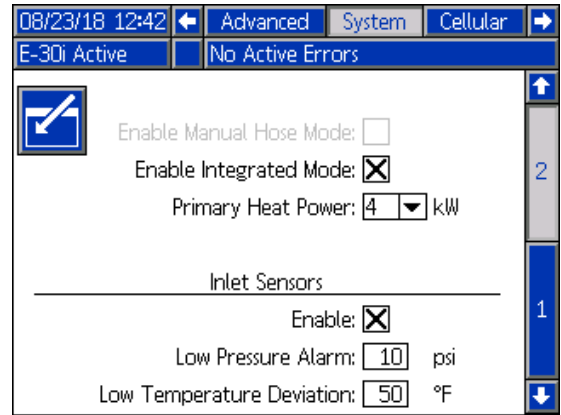 08/23/18 12:42 Advanced System Cellular
E-30i Active No Active Errors
Enable Manual Hose Mode:
Enable Integrated Mode:
2
Primary Heat Power: 4 kW
Inlet Sensors
Enable:
1
Low Pressure Alarm: 10 psi
Low Temperature Deviation: 50 °F